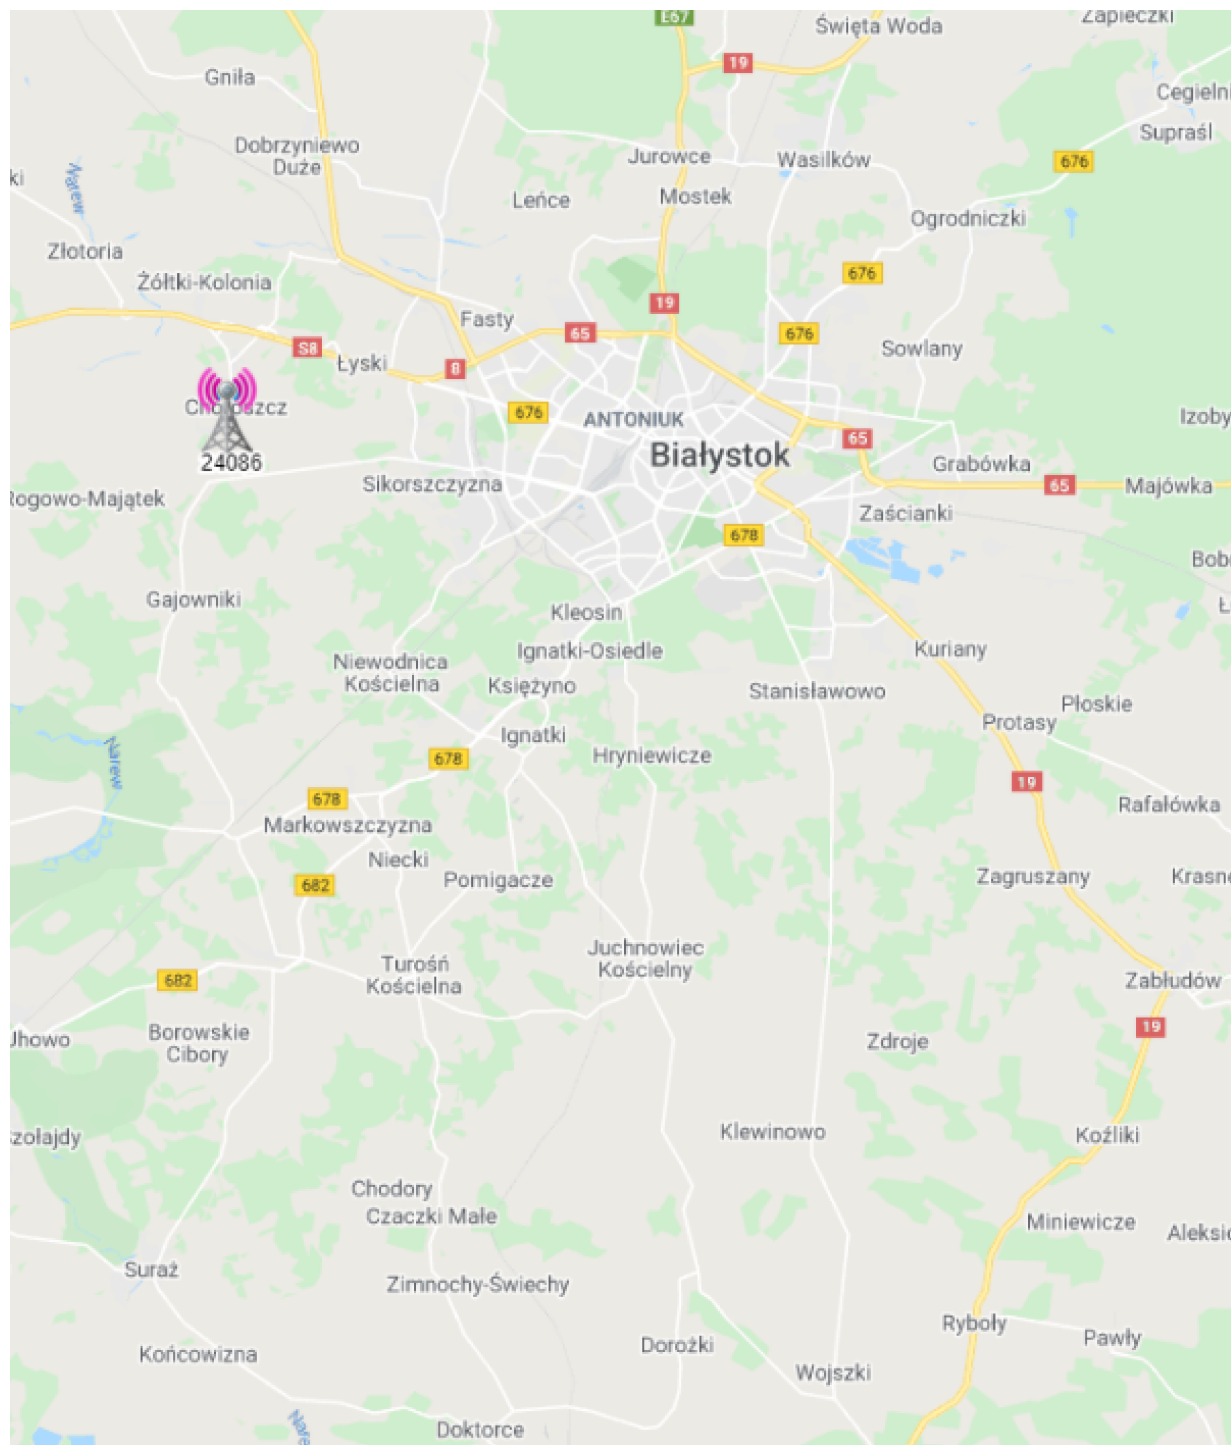 E67
Święta Woda
Zapieczki
19
Gniła
Supraśl
Dobrzyniewo
Duże
Jurowce
Wasilków
676
Narew
Leńce
Mostek
Ogrodniczki
Złotoria
Żółtki-Kolonia
676
19
Fasty
65
676
S8
Łyski
8
Sowlany
676
ANTONIUK
65
Białystok
24086
Grabówka
Sikorszczyzna
65
Majówka
Rogowo-Majątek
Zaścianki
678
Gajowniki
Kleosin
Ignatki-Osiedle
Kuriany
Niewodnica
Kościelna
Księżyno
Stanisławowo
Płoskie
Protasy
Ignatki
Narew
678
Hryniewicze
19
678
Rafałówka
Markowszczyzna
Niecki
682
Pomigacze
Zagruszany
Juchnowiec
Kościelny
Turośń
Kościelna
682
Zabłudów
19
Borowskie
Cibory
Zdroje
Klewinowo
Koźliki
Chodory
Czaczki Małe
Miniewicze
Suraż
Zimnochy-Świechy
Ryboły
Pawły
Dorożki
Końcowizna
Wojszki
Doktorce